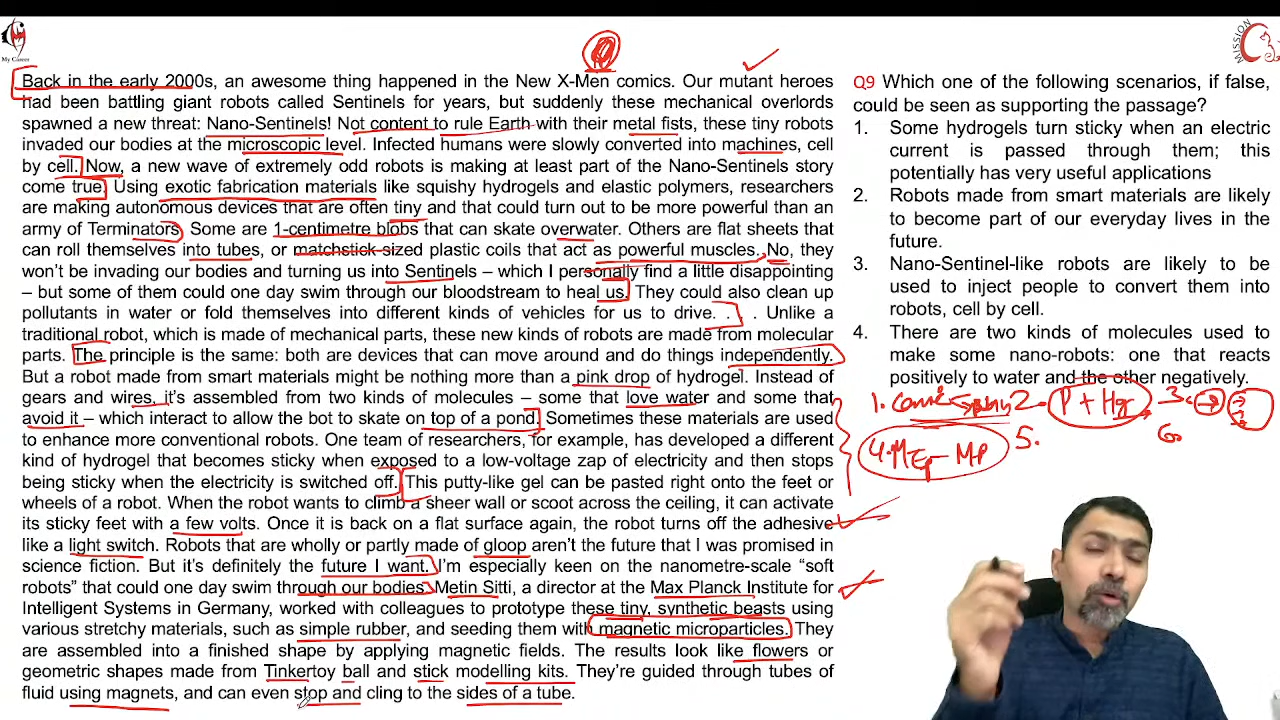 My Career
MISSION
Back in the early 2000s, an awesome thing happened in the New X-Men comics. Our mutant heroes
had been battling giant robots called Sentinels for years, but suddenly these mechanical overlords
spawned a new threat: Nano-Sentinels! Not content to rule Earth with their metal fists, these tiny robots
invaded our bodies at the microscopic level. Infected humans were slowly converted into machines, cell
by cell. Now, a new wave of extremely odd robots is making at least part of the Nano-Sentinels story
come true. Using exotic fabrication materials like squishy hydrogels and elastic polymers, researchers
are making autonomous devices that are often tiny and that could turn out to be more powerful than an
army of Terminators. Some are 1-centimetre blobs that can skate overwater. Others are flat sheets that
can roll themselves into tubes, or matchstick-sized plastic coils that act as powerful muscles. No, they
won't be invading our bodies and turning us into Sentinels – which I personally find a little disappointing
– but some of them could one day swim through our bloodstream to heal us. They could also clean up
pollutants in water or fold themselves into different kinds of vehicles for us to drive. . . . Unlike a
traditional robot, which is made of mechanical parts, these new kinds of robots are made from molecular
parts. The principle is the same: both are devices that can move around and do things independently.
But a robot made from smart materials might be nothing more than a pink drop of hydrogel. Instead of
gears and wires, it's assembled from two kinds of molecules – some that love water and some that
avoid it – which interact to allow the bot to skate on top of a pond. Sometimes these materials are used
to enhance more conventional robots. One team of researchers, for example, has developed a different
kind of hydrogel that becomes sticky when exposed to a low-voltage zap of electricity and then stops
being sticky when the electricity is switched off. This putty-like gel can be pasted right onto the feet or
wheels of a robot. When the robot wants to climb a sheer wall or scoot across the ceiling, it can activate
its sticky feet with a few volts. Once it is back on a flat surface again, the robot turns off the adhesive
like a light switch. Robots that are wholly or partly made of gloop aren't the future that I was promised in
science fiction. But it's definitely the future I want. I'm especially keen on the nanometre-scale "soft
robots" that could one day swim through our bodies. Metin Sitti, a director at the Max Planck Institute for
Intelligent Systems in Germany, worked with colleagues to prototype these tiny, synthetic beasts using
various stretchy materials, such as simple rubber, and seeding them with magnetic microparticles. They
are assembled into a finished shape by applying magnetic fields. The results look like flowers or
geometric shapes made from Tinkertoy ball and stick modelling kits. They're guided through tubes of
fluid using magnets, and can even stop and cling to the sides of a tube.
Q9 Which one of the following scenarios, if false,
could be seen as supporting the passage?
1. Some hydrogels turn sticky when an electric
current is passed through them; this
potentially has very useful applications
2. Robots made from smart materials are likely
to become part of our everyday lives in the
future.
3. Nano-Sentinel-like robots are likely to be
used to inject people to convert them into
robots, cell by cell.
4. There are two kinds of molecules used to
make some nano-robots: one that reacts
positively to water and the other negatively.
1. 2. P + Hg 3.
4. MP 5. 6.